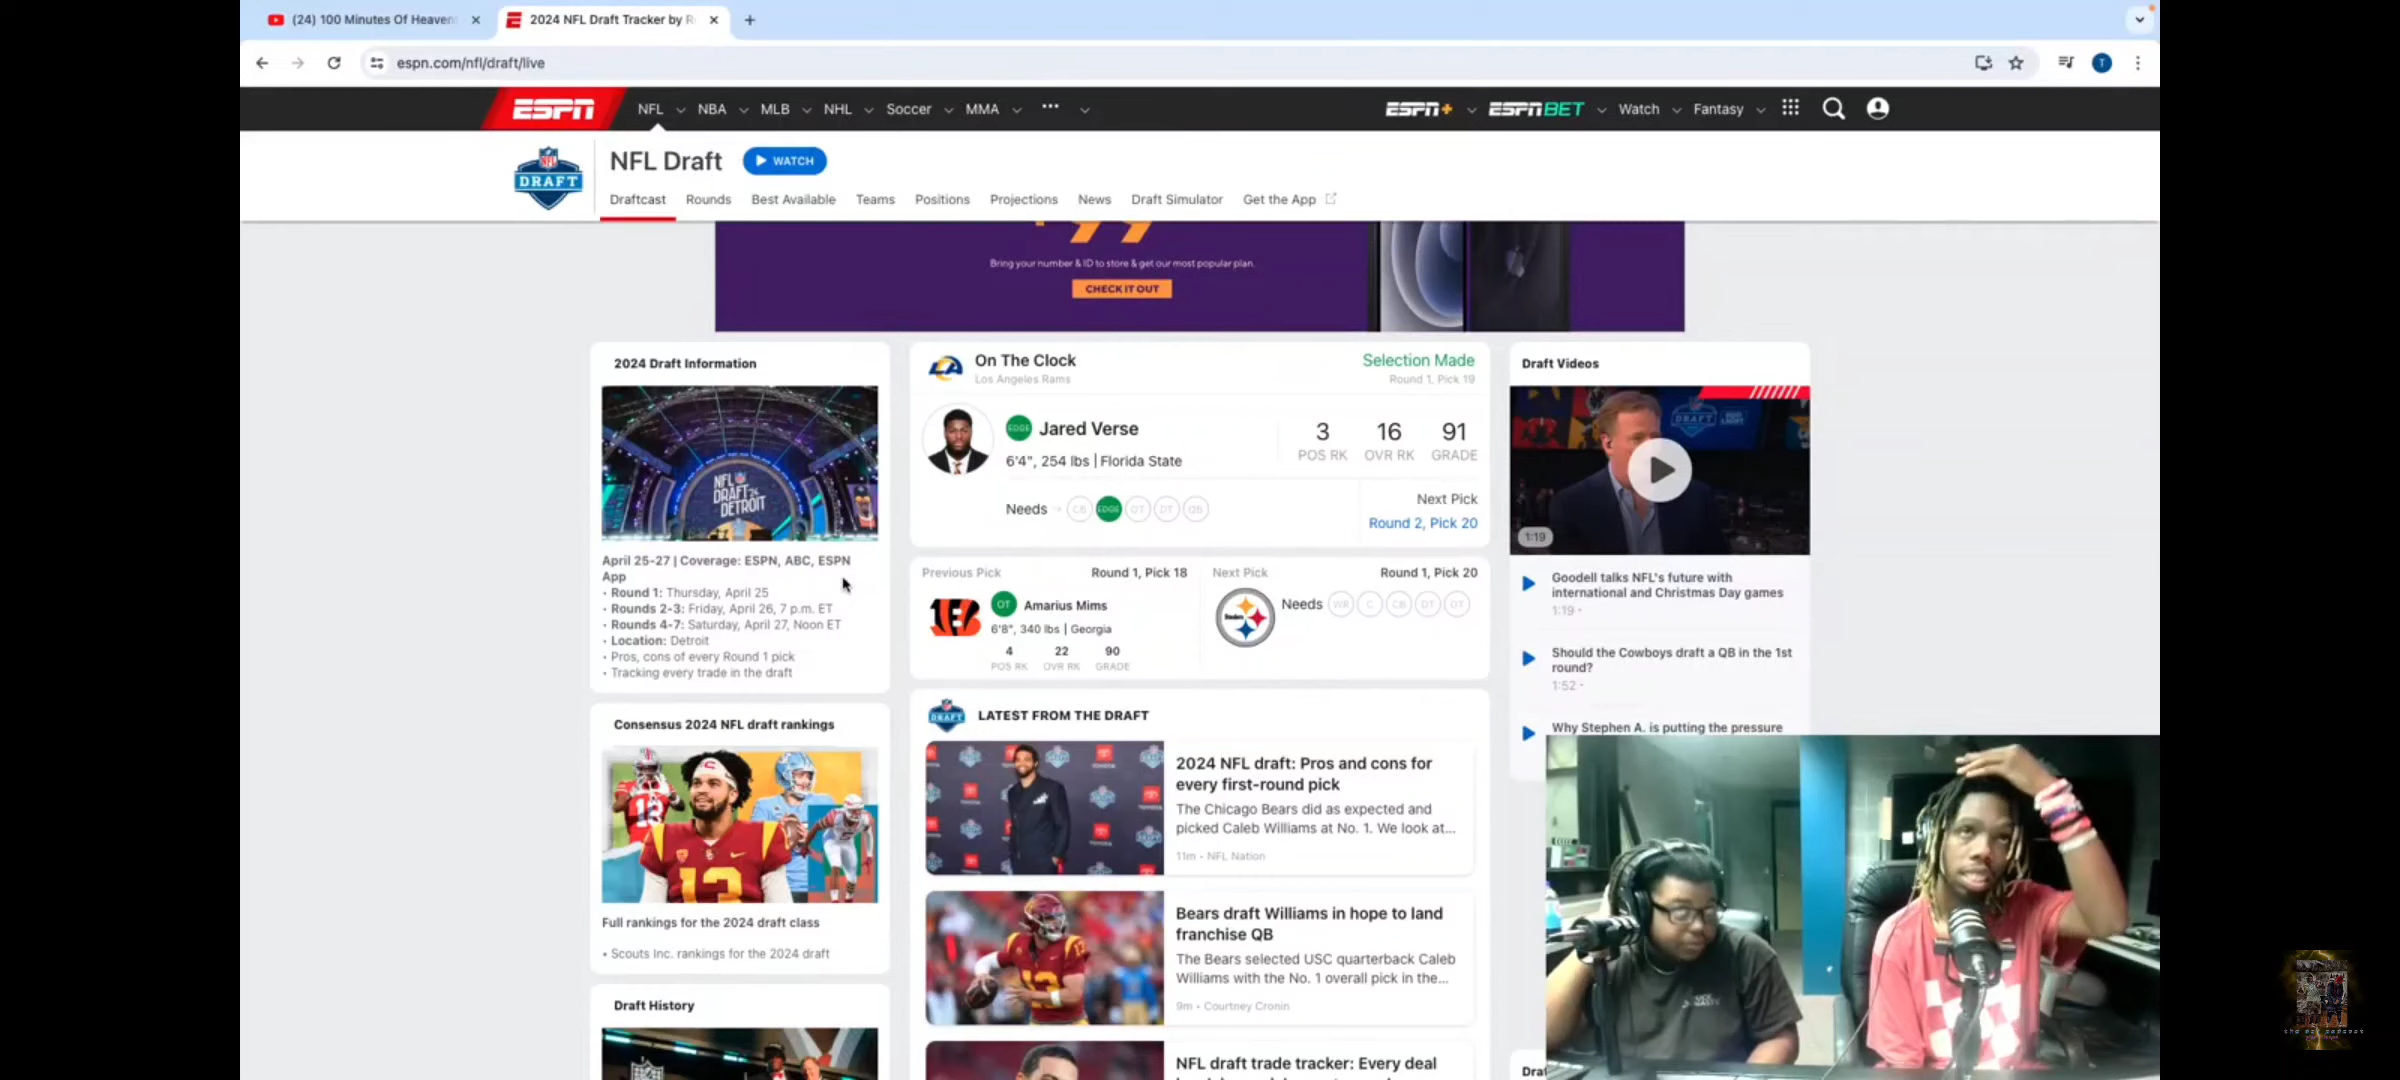 (24) 100 Minutes Of Heaven
2024 NFL Draft Tracker by R
espn.com/nfl/draft/live
T
ESPN
NFL
NBA
MLB
NHL
Soccer
MMA
ESPN+
ESPN BET
Watch
Fantasy
NFL
DRAFT
NFL Draft
WATCH
Draftcast
Rounds
Best Available
Teams
Positions
Projections
News
Draft Simulator
Get the App
Bring your number & ID to store & get our most popular plan.
CHECK IT OUT
2024 Draft Information
NFL
DRAFT 24
DETROIT
April 25-27 | Coverage: ESPN, ABC, ESPN
App
• Round 1: Thursday, April 25
• Rounds 2-3: Friday, April 26, 7 p.m. ET
• Rounds 4-7: Saturday, April 27, Noon ET
• Location: Detroit
• Pros, cons of every Round 1 pick
• Tracking every trade in the draft
Consensus 2024 NFL draft rankings
13
Full rankings for the 2024 draft class
• Scouts Inc. rankings for the 2024 draft
Draft History
LA
On The Clock
Los Angeles Rams
Selection Made
Round 1, Pick 19
EDGE
Jared Verse
6'4", 254 lbs | Florida State
3
POS RK
16
OVR RK
91
GRADE
Needs
CB
EDGE
OT
DT
QB
Next Pick
Round 2, Pick 20
Previous Pick
Round 1, Pick 18
OT
Amarius Mims
6'8", 340 lbs | Georgia
4
POS RK
22
OVR RK
90
GRADE
Next Pick
Round 1, Pick 20
Steelers
Needs
WR
C
CB
DT
OT
DRAFT
LATEST FROM THE DRAFT
2024 NFL draft: Pros and cons for
every first-round pick
The Chicago Bears did as expected and
picked Caleb Williams at No. 1. We look at...
11m • NFL Nation
Bears draft Williams in hope to land
franchise QB
The Bears selected USC quarterback Caleb
Williams with the No. 1 overall pick in the...
9m • Courtney Cronin
NFL draft trade tracker: Every deal
Draft Videos
DRAFT
1:19
Goodell talks NFL's future with
international and Christmas Day games
1:19 •
Should the Cowboys draft a QB in the 1st
round?
1:52 •
Why Stephen A. is putting the pressure